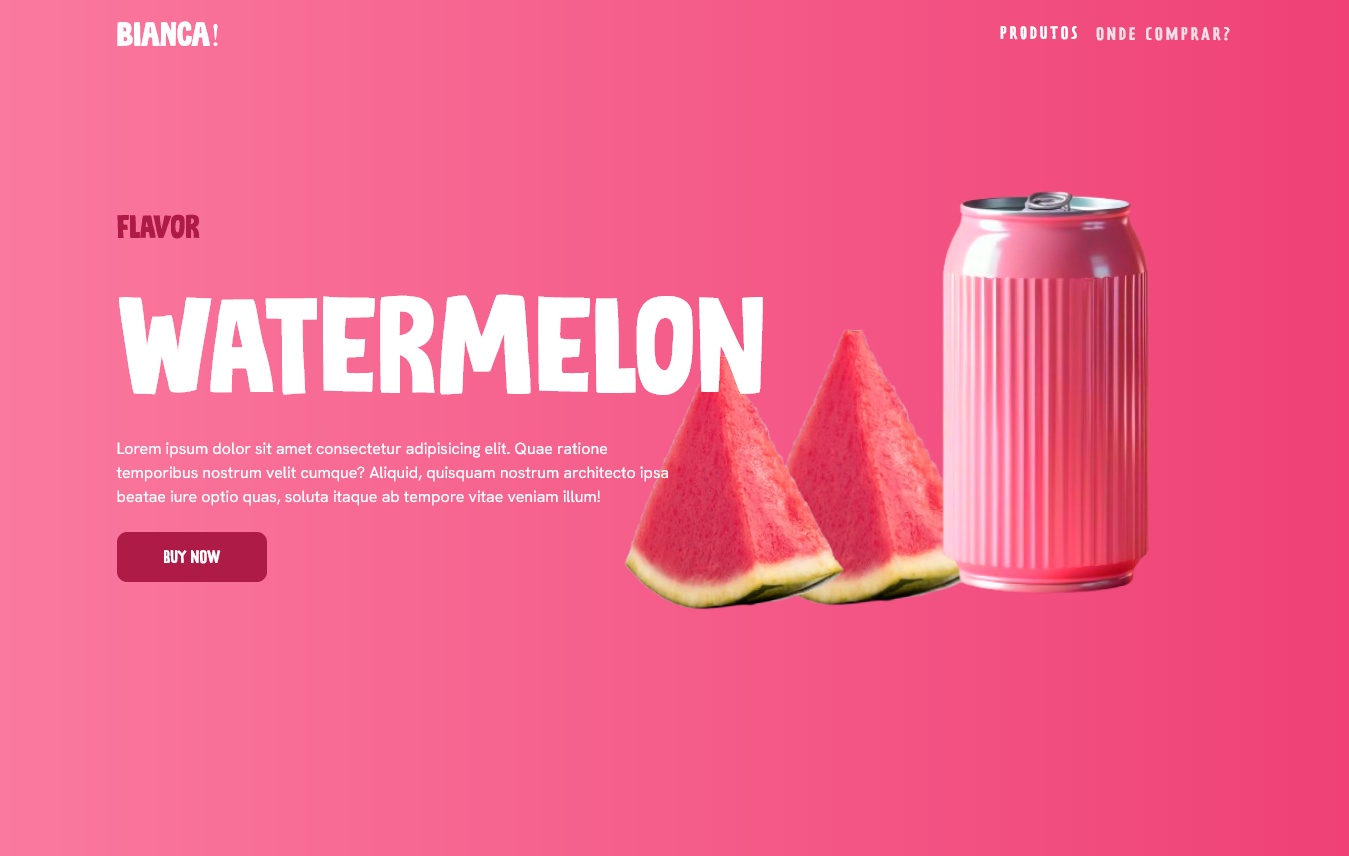 BIANCA!
PRODUTOS ONDE COMPRAR?
FLAVOR
WATERMELON
Lorem ipsum dolor sit amet consectetur adipisicing elit. Quae ratione
temporibus nostrum velit cumque? Aliquid, quisquam nostrum architecto ipsa
beatae iure optio quas, soluta itaque ab tempore vitae veniam illum!
BUY NOW